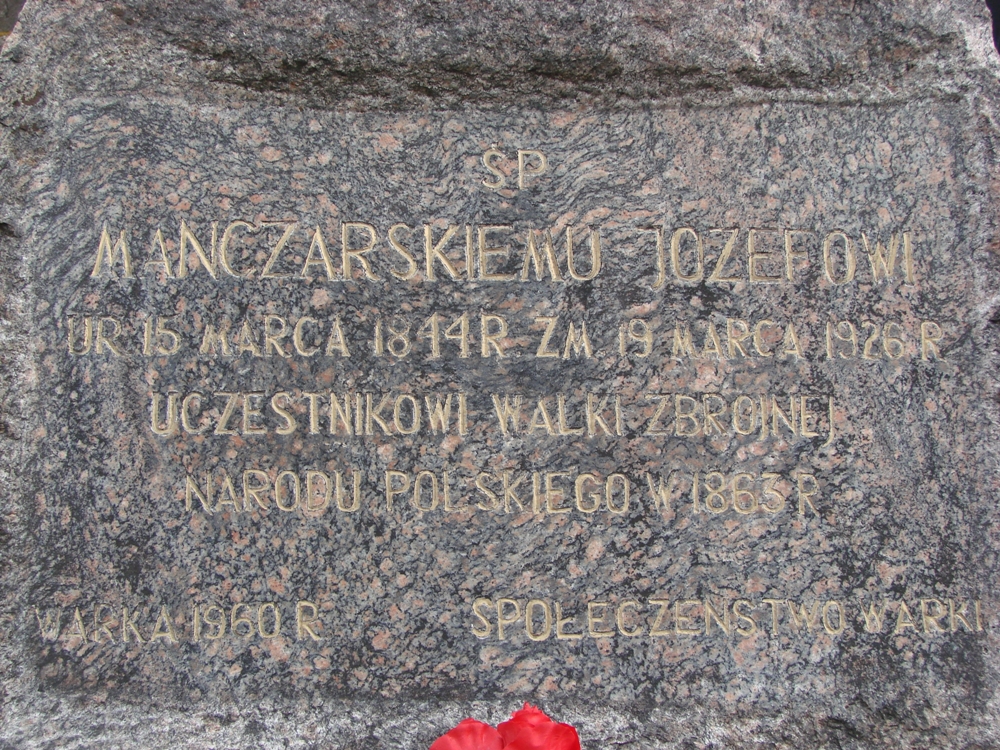 ŚP
MANCZARSKIEMU JÓZEFOWI
UR 15 MARCA 1844 R ZM 19 MARCA 1926 R
UCZESTNIKOWI WALKI ZBROJNEJ
NARODU POLSKIEGO W 1863 R
WARKA 1960 R SPOŁECZENSTWO WARKI